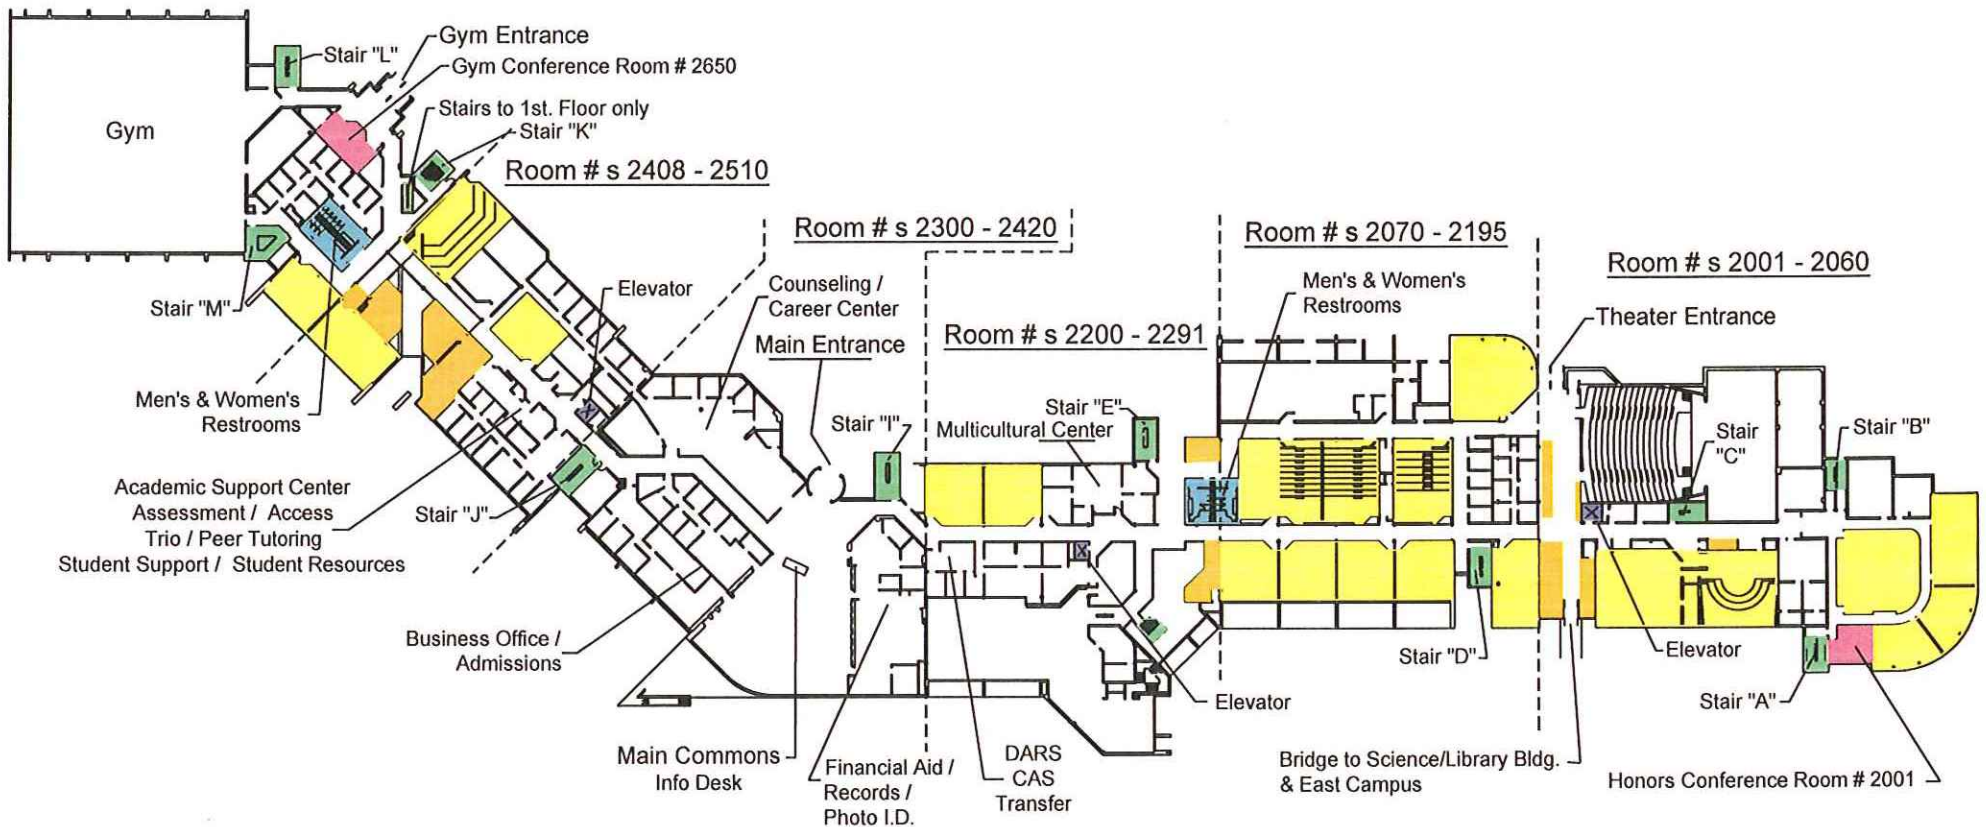 Gym
Stair "L"
Gym Entrance
Gym Conference Room # 2650
Stairs to 1st. Floor only
Stair "K"
Room # s 2408 - 2510
Stair "M"
Men's & Women's
Restrooms
Elevator
Room # s 2300 - 2420
Counseling /
Career Center
Main Entrance
Academic Support Center
Assessment / Access
Trio / Peer Tutoring
Student Support / Student Resources
Stair "J"
Business Office /
Admissions
Stair "I"
Main Commons
Info Desk
Financial Aid /
Records /
Photo I.D.
Room # s 2200 - 2291
Stair "E"
Multicultural Center
DARS
CAS
Transfer
Elevator
Room # s 2070 - 2195
Men's & Women's
Restrooms
Stair "D"
Bridge to Science/Library Bldg.
& East Campus
Room # s 2001 - 2060
Theater Entrance
Stair
"C"
Stair "B"
Elevator
Stair "A"
Honors Conference Room # 2001